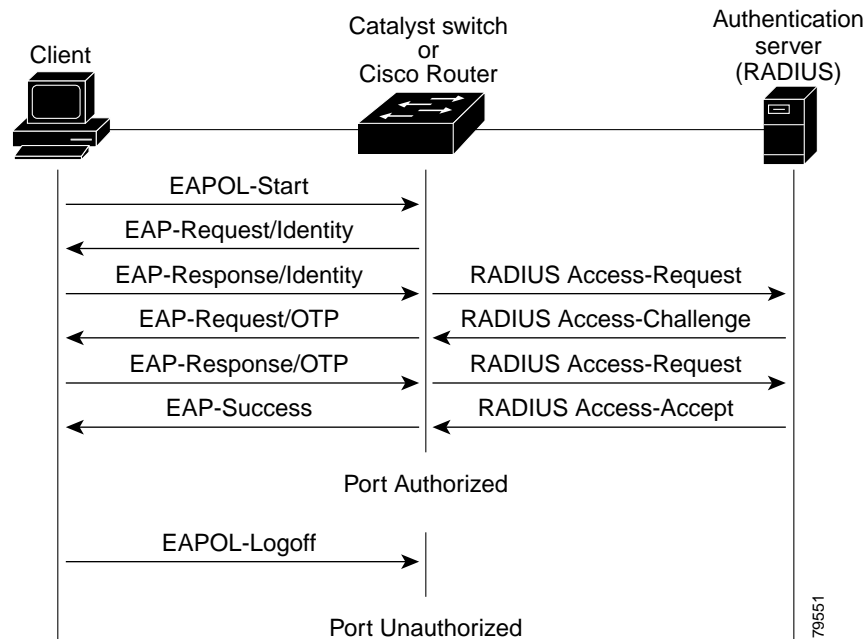 Client
Catalyst switch
or
Cisco Router
Authentication
server
(RADIUS)
EAPOL-Start
EAP-Request/Identity
EAP-Response/Identity
RADIUS Access-Request
EAP-Request/OTP
RADIUS Access-Challenge
EAP-Response/OTP
RADIUS Access-Request
EAP-Success
RADIUS Access-Accept
Port Authorized
EAPOL-Logoff
Port Unauthorized
79551